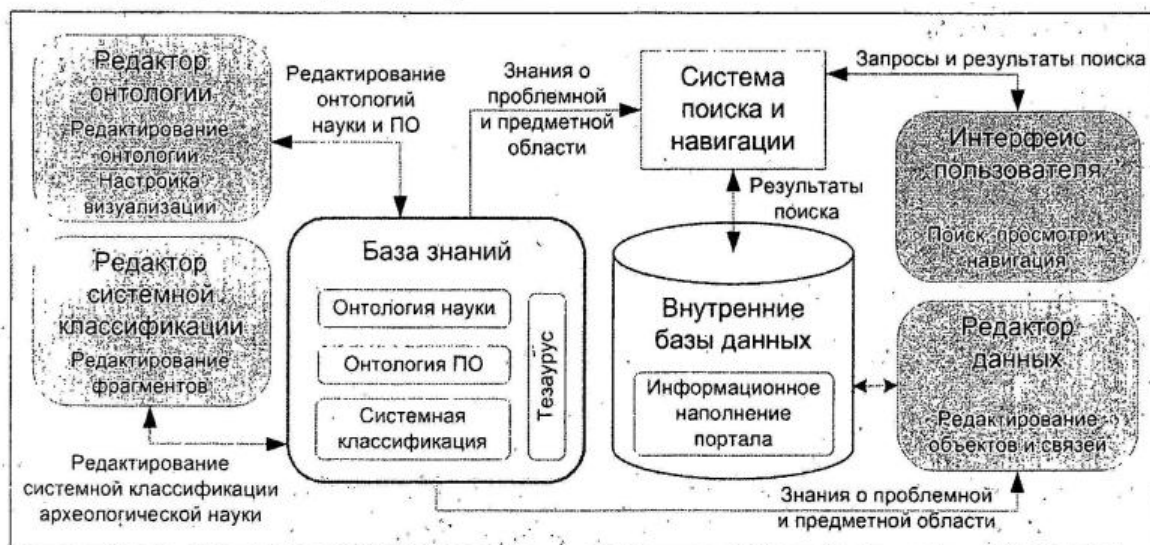 Редактор
онтологии
Редактирование
онтологии
Настройка
визуализации
Редактирование
онтологий
науки и ПО
Знания о
проблемной
и предметной
области
Система
поиска и
навигации
Запросы и результаты поиска
Интерфейс
пользователя
Поиск, просмотр и
навигация
Результаты
поиска
Редактор
системной
классификации
Редактирование
фрагментов
База знаний
Онтология науки
Онтология ПО
Системная
классификация
Тезаурус
Внутренние
базы данных
Информационное
наполнение
портала
Редактор
данных
Редактирование
объектов и связей
Редактирование
системной классификации
археологической науки
Знания о проблемной
и предметной области